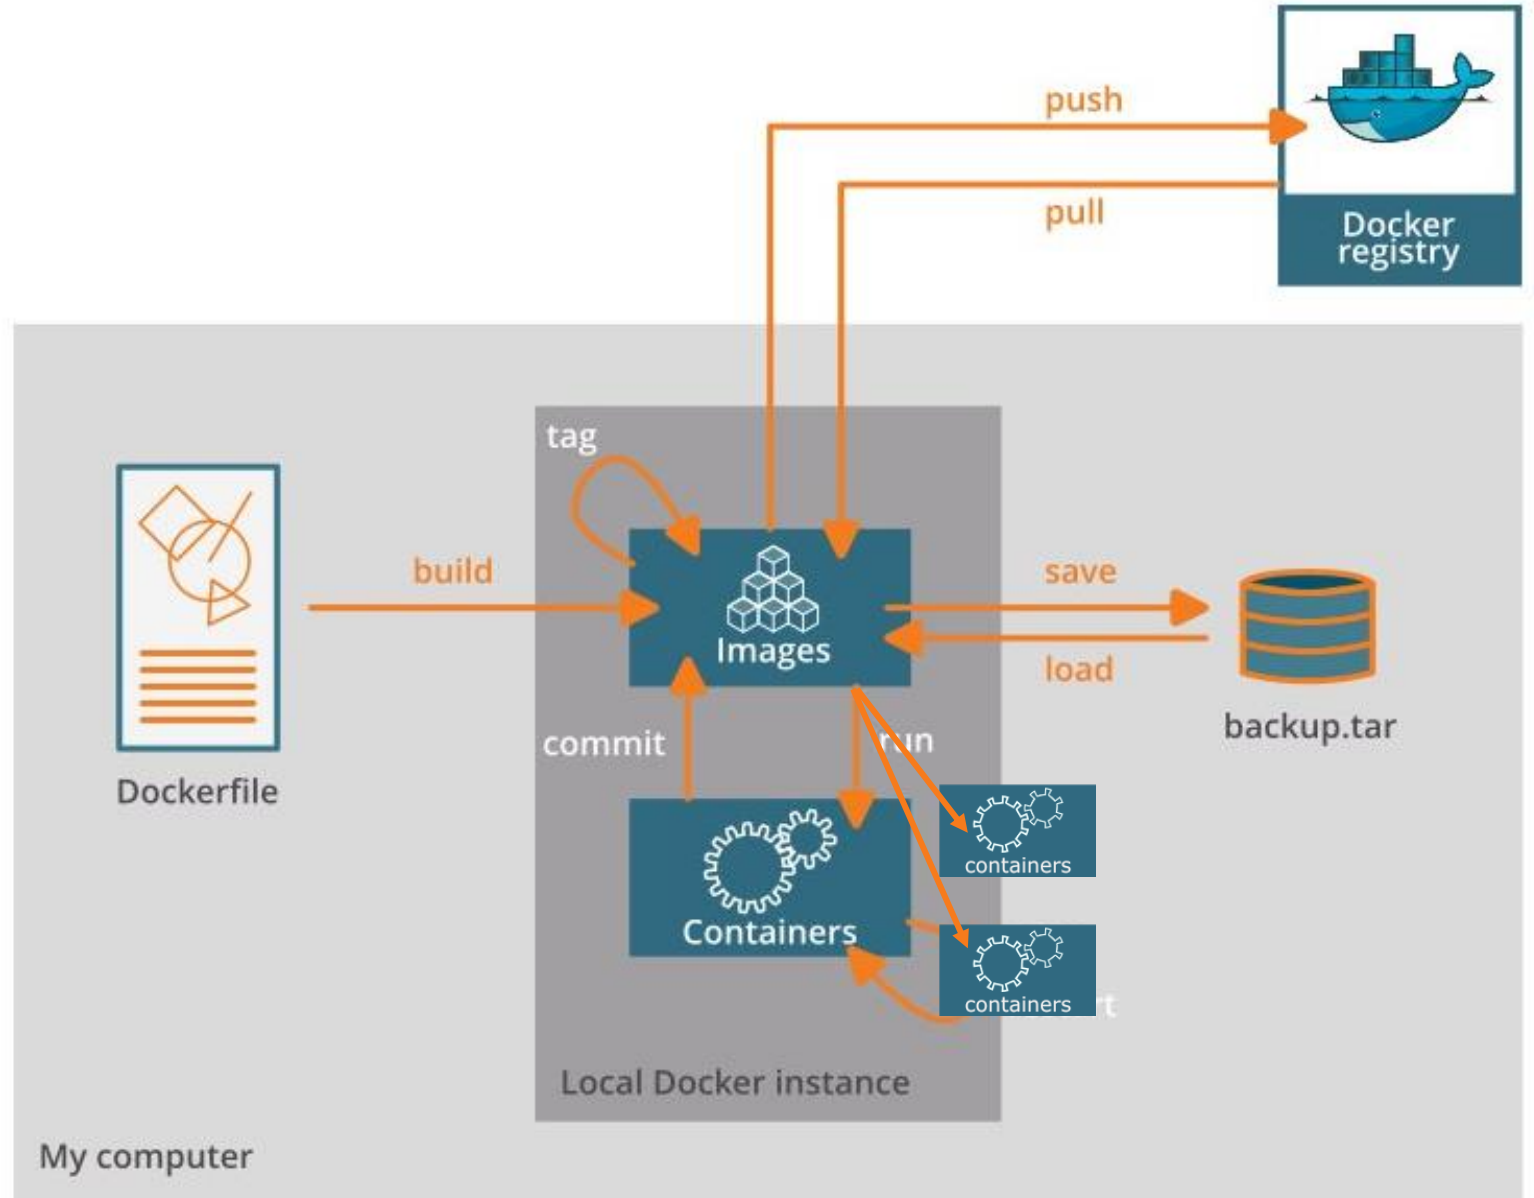 push
pull
Docker
registry
tag
build
Images
save
load
backup.tar
commit
run
Dockerfile
containers
Containers
containers
Local Docker instance
My computer